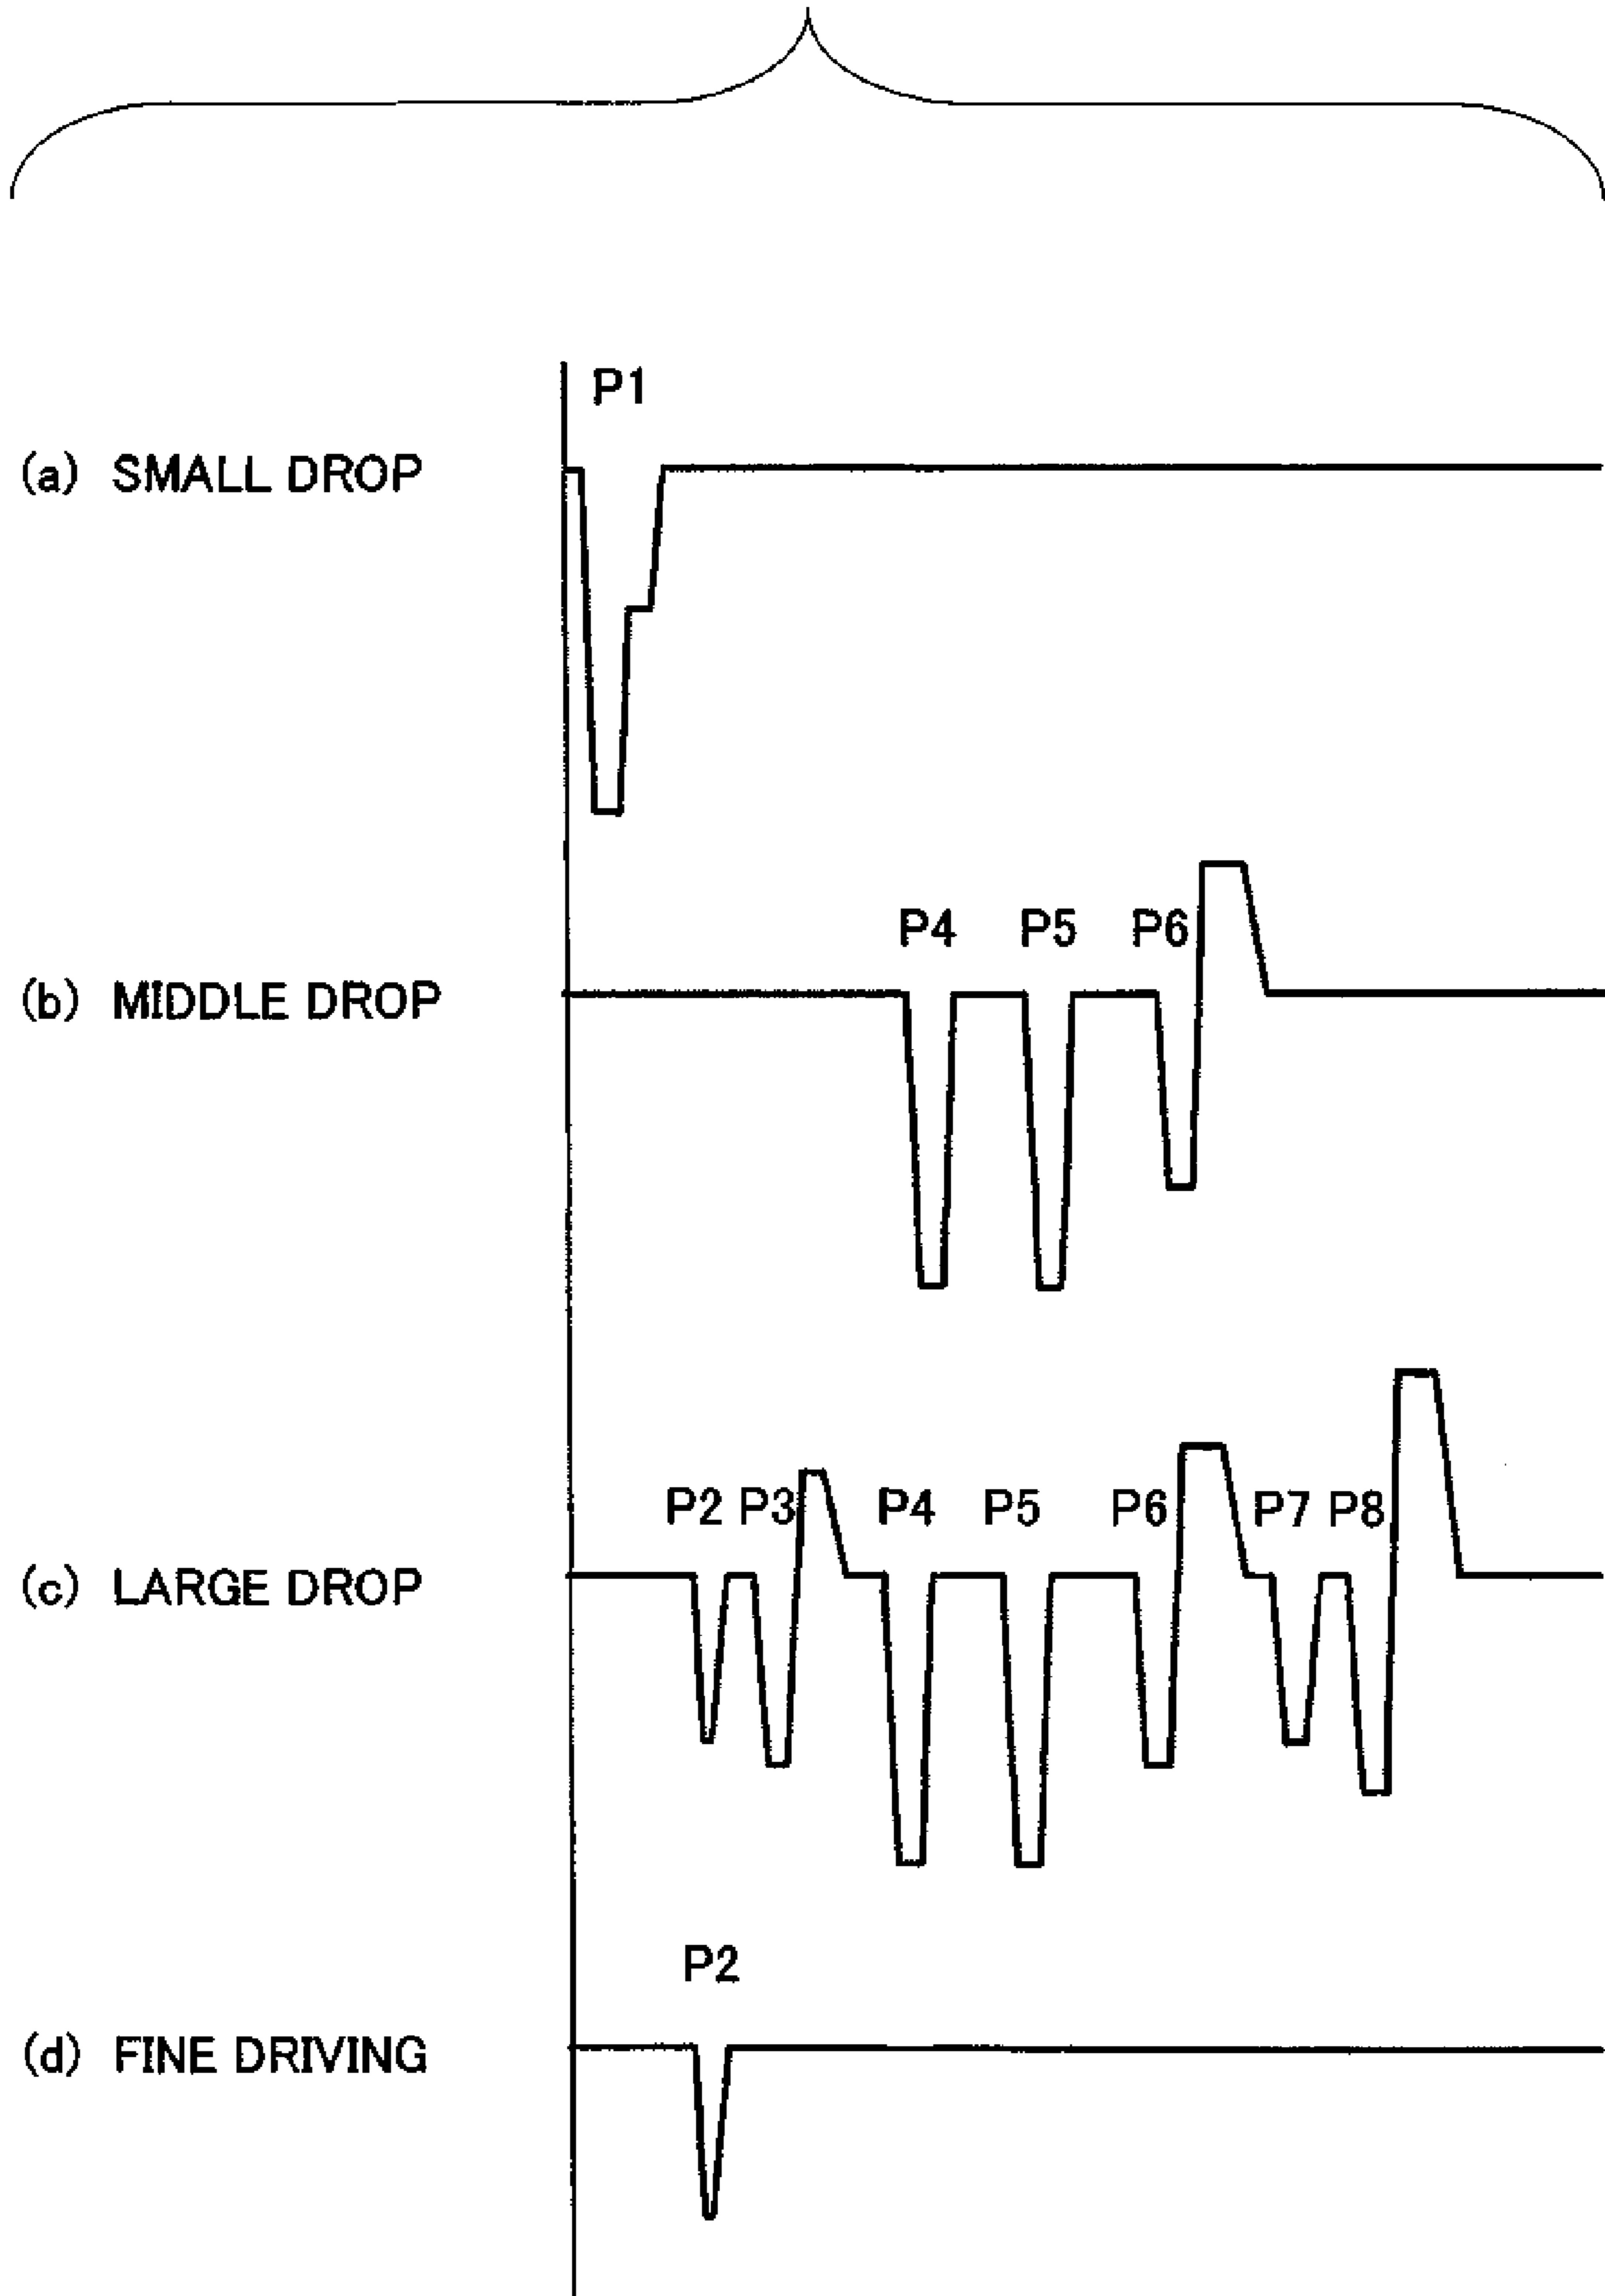 P1
(a) SMALL DROP
P4 P5 P6
(b) MIDDLE DROP
P2 P3 P4 P5 P6 P7 P8
(c) LARGE DROP
P2
(d) FINE DRIVING